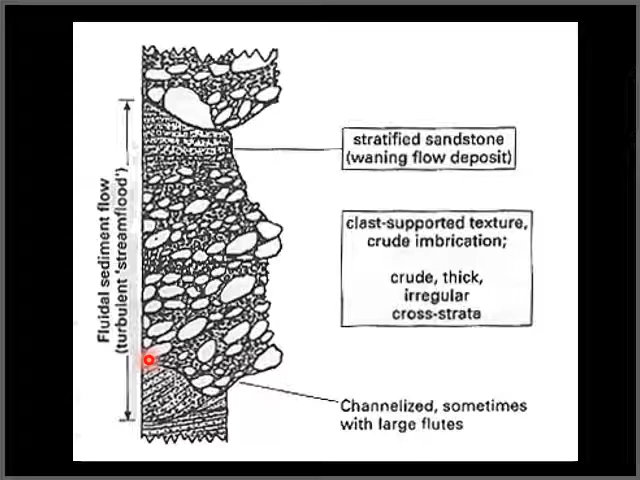 Fluidal sediment flow
(turbulent 'streamflood")
stratified sandstone
(waning flow deposit)
clast-supported texture,
crude imbrication;
crude, thick,
irregular
cross-strata
Channelized, sometimes
with large flutes